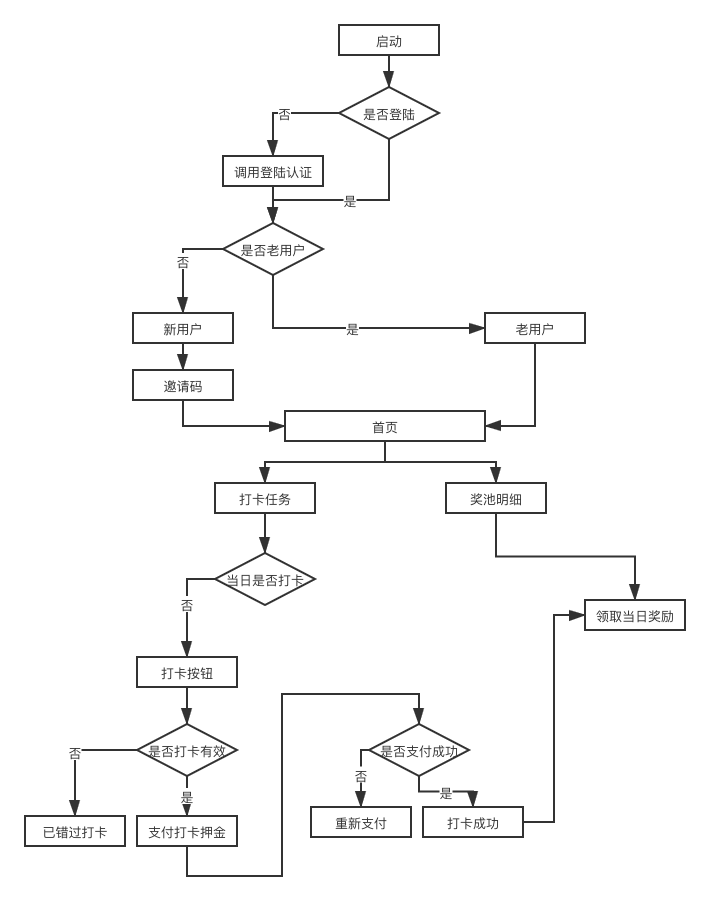 启动
是否登陆
否
调用登陆认证
是
是否老用户
否
新用户
是
老用户
邀请码
首页
打卡任务
奖池明细
当日是否打卡
否
领取当日奖励
打卡按钮
是否打卡有效
否
是
是否支付成功
否
是
已错过打卡
支付打卡押金
重新支付
打卡成功